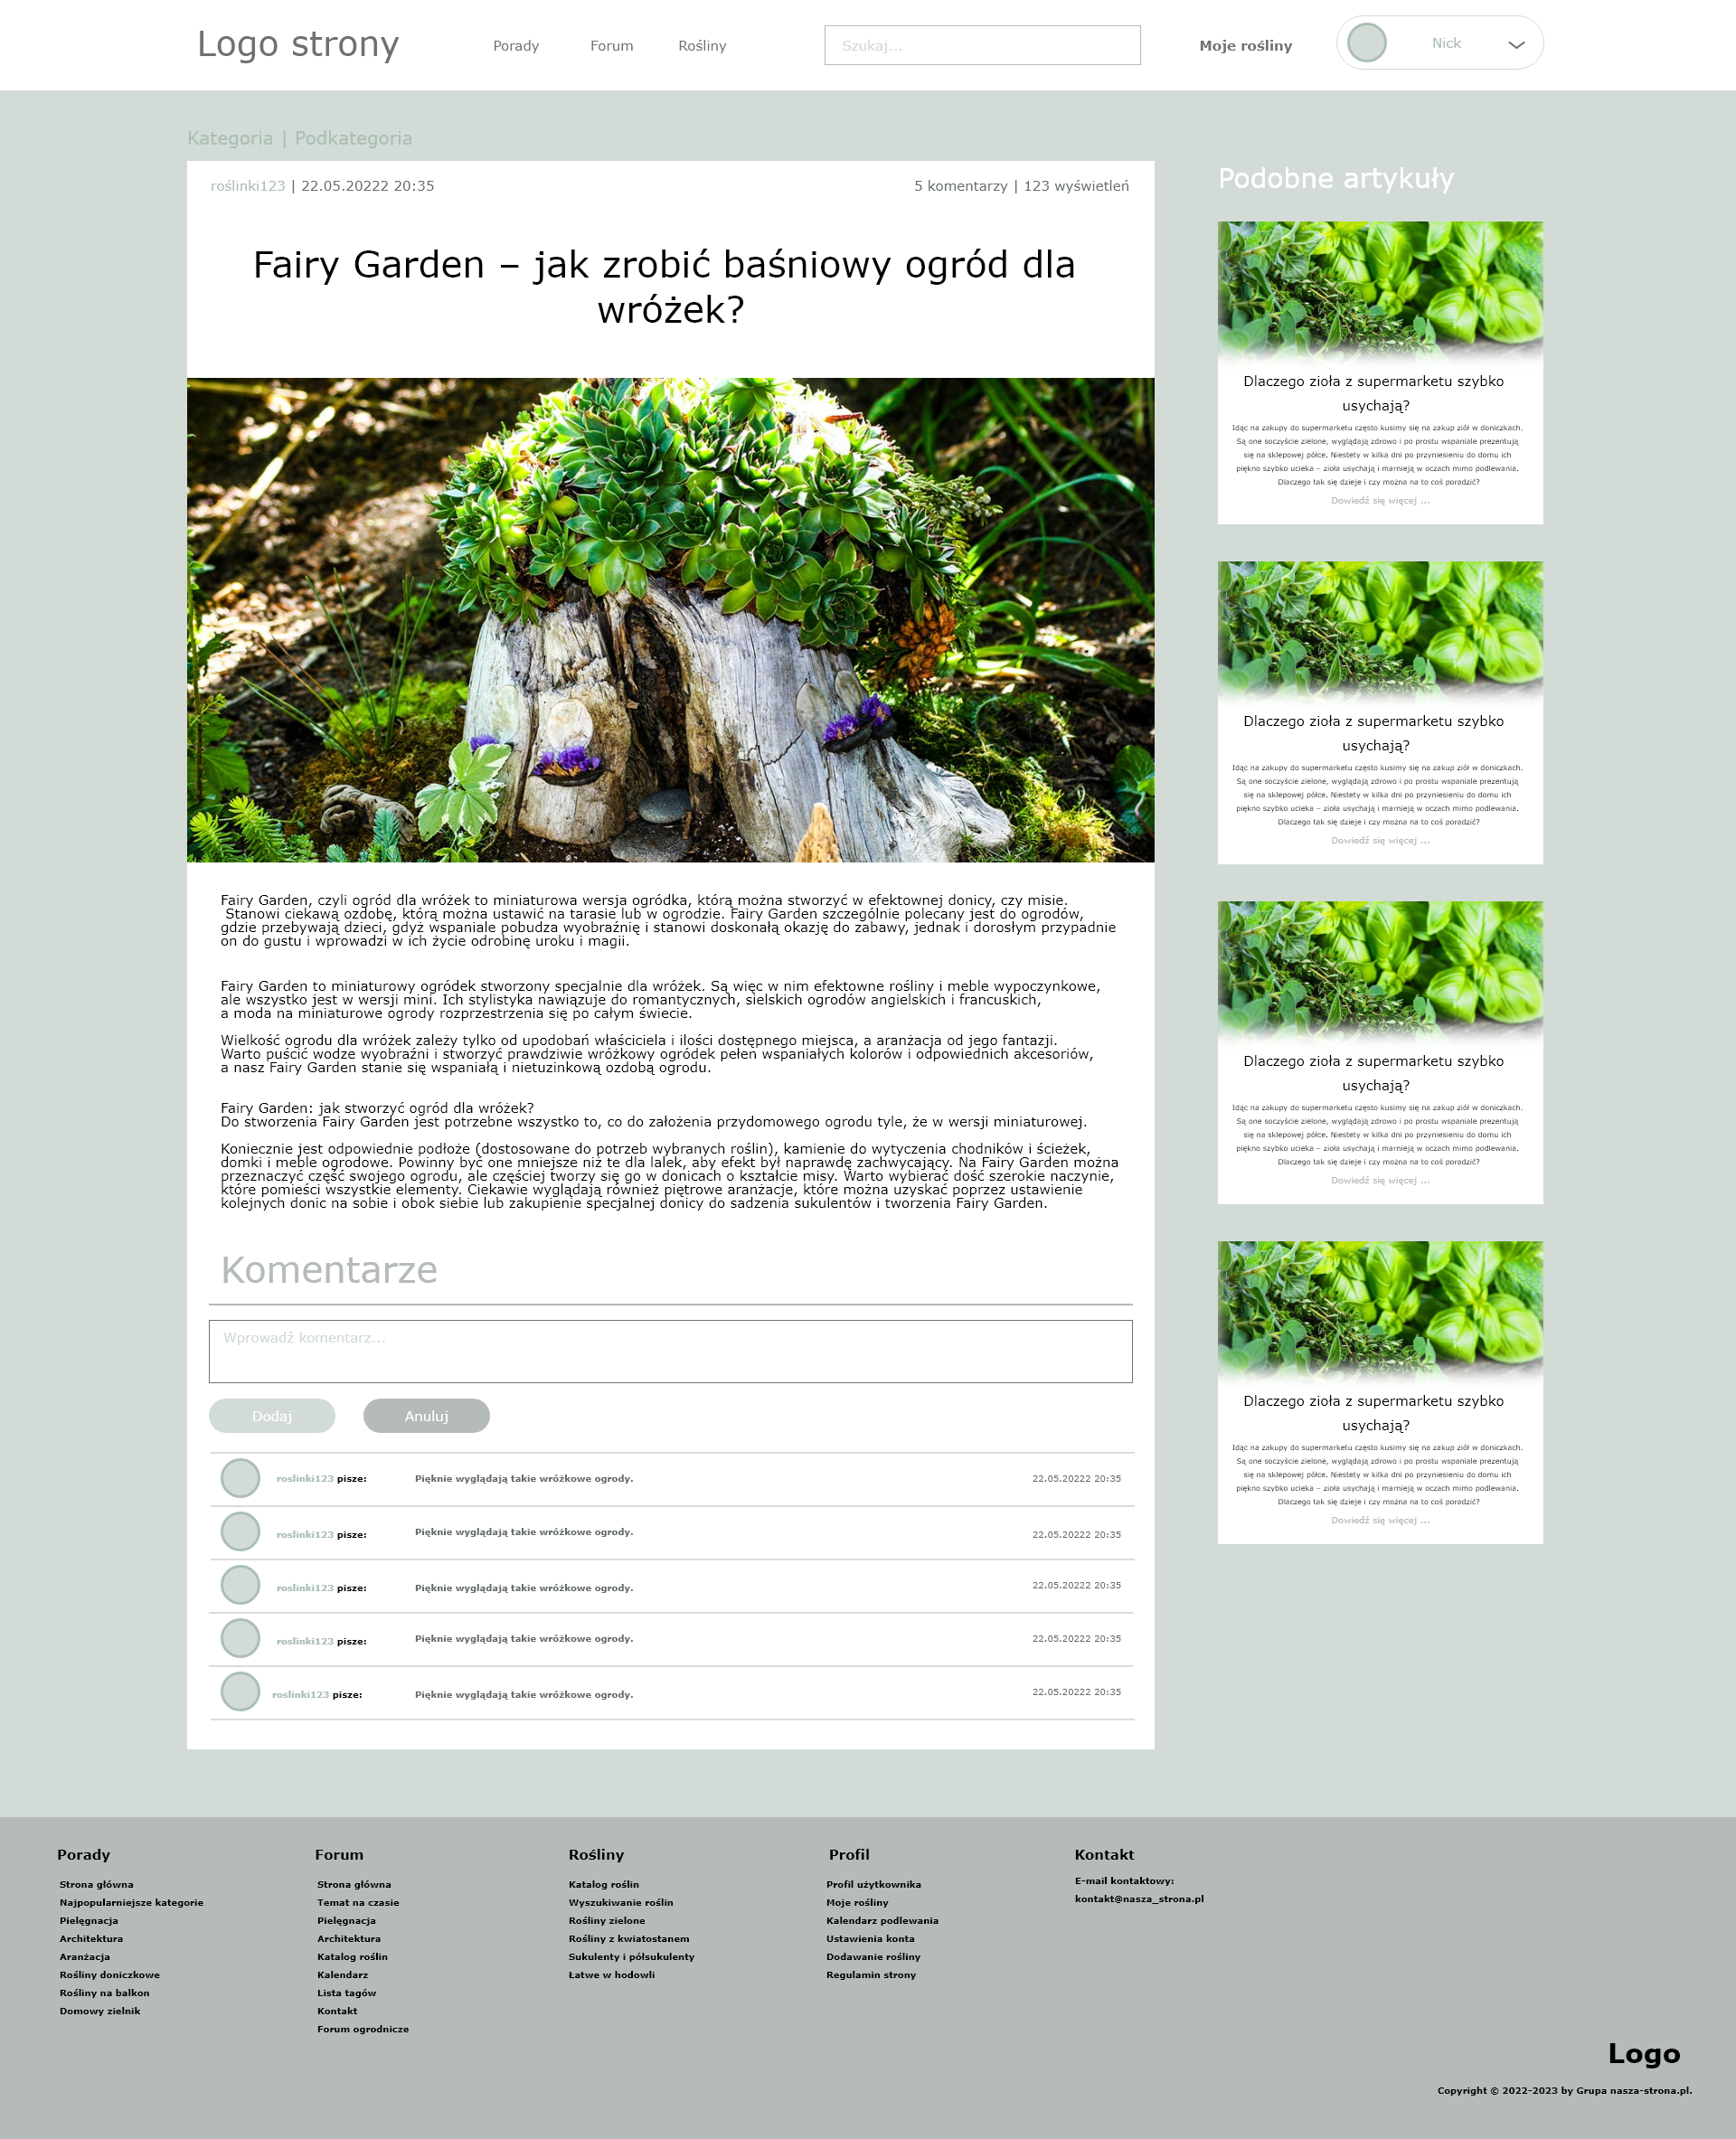 Logo strony
Porady
Forum
Rośliny
Szukaj...
Moje rośliny
Nick
Kategoria | Podkategoria
roślinki123 | 22.05.20222 20:35
5 komentarzy | 123 wyświetleń
Fairy Garden – jak zrobić baśniowy ogród dla
wróżek?
Fairy Garden, czyli ogród dla wróżek to miniaturowa wersja ogródka, którą można stworzyć w efektownej donicy, czy misie.
Stanowi ciekawą ozdobę, którą można ustawić na tarasie lub w ogrodzie. Fairy Garden szczególnie polecany jest do ogrodów,
gdzie przebywają dzieci, gdyż wspaniale pobudza wyobraźnię i stanowi doskonałą okazję do zabawy, jednak i dorosłym przypadnie
on do gustu i wprowadzi w ich życie odrobinę uroku i magii.
Fairy Garden to miniaturowy ogródek stworzony specjalnie dla wróżek. Są więc w nim efektowne rośliny i meble wypoczynkowe,
ale wszystko jest w wersji mini. Ich stylistyka nawiązuje do romantycznych, sielskich ogrodów angielskich i francuskich,
a moda na miniaturowe ogrody rozprzestrzenia się po całym świecie.
Wielkość ogrodu dla wróżek zależy tylko od upodobań właściciela i ilości dostępnego miejsca, a aranżacja od jego fantazji.
Warto puścić wodze wyobraźni i stworzyć prawdziwie wróżkowy ogródek pełen wspaniałych kolorów i odpowiednich akcesoriów,
a nasz Fairy Garden stanie się wspaniałą i nietuzinkową ozdobą ogrodu.
Fairy Garden: jak stworzyć ogród dla wróżek?
Do stworzenia Fairy Garden jest potrzebne wszystko to, co do założenia przydomowego ogrodu tyle, że w wersji miniaturowej.
Koniecznie jest odpowiednie podłoże (dostosowane do potrzeb wybranych roślin), kamienie do wytyczenia chodników i ścieżek,
domki i meble ogrodowe. Powinny być one mniejsze niż te dla lalek, aby efekt był naprawdę zachwycający. Na Fairy Garden można
przeznaczyć część swojego ogrodu, ale częściej tworzy się go w donicach o kształcie misy. Warto wybierać dość szerokie naczynie,
które pomieści wszystkie elementy. Ciekawie wyglądają również piętrowe aranżacje, które można uzyskać poprzez ustawienie
kolejnych donic na sobie i obok siebie lub zakupienie specjalnej donicy do sadzenia sukulentów i tworzenia Fairy Garden.
Komentarze
Wprowadź komentarz...
Dodaj
Anuluj
roslinki123 pisze: Pięknie wyglądają takie wróżkowe ogrody. 22.05.20222 20:35
roslinki123 pisze: Pięknie wyglądają takie wróżkowe ogrody. 22.05.20222 20:35
roslinki123 pisze: Pięknie wyglądają takie wróżkowe ogrody. 22.05.20222 20:35
roslinki123 pisze: Pięknie wyglądają takie wróżkowe ogrody. 22.05.20222 20:35
roslinki123 pisze: Pięknie wyglądają takie wróżkowe ogrody. 22.05.20222 20:35
Podobne artykuły
Dlaczego zioła z supermarketu szybko
usychają?
Idąc na zakupy do supermarketu często kusimy się na zakup ziół w doniczkach.
Są one soczyście zielone, wyglądają zdrowo i po prostu wspaniale prezentują
się na sklepowej półce. Niestety w kilka dni po przyniesieniu do domu ich
piękno szybko ucieka – zioła usychają i marnieją w oczach mimo podlewania.
Dlaczego tak się dzieje i czy można na to coś poradzić?
Dowiedź się więcej ...
Dlaczego zioła z supermarketu szybko
usychają?
Idąc na zakupy do supermarketu często kusimy się na zakup ziół w doniczkach.
Są one soczyście zielone, wyglądają zdrowo i po prostu wspaniale prezentują
się na sklepowej półce. Niestety w kilka dni po przyniesieniu do domu ich
piękno szybko ucieka – zioła usychają i marnieją w oczach mimo podlewania.
Dlaczego tak się dzieje i czy można na to coś poradzić?
Dowiedź się więcej ...
Dlaczego zioła z supermarketu szybko
usychają?
Idąc na zakupy do supermarketu często kusimy się na zakup ziół w doniczkach.
Są one soczyście zielone, wyglądają zdrowo i po prostu wspaniale prezentują
się na sklepowej półce. Niestety w kilka dni po przyniesieniu do domu ich
piękno szybko ucieka – zioła usychają i marnieją w oczach mimo podlewania.
Dlaczego tak się dzieje i czy można na to coś poradzić?
Dowiedź się więcej ...
Dlaczego zioła z supermarketu szybko
usychają?
Idąc na zakupy do supermarketu często kusimy się na zakup ziół w doniczkach.
Są one soczyście zielone, wyglądają zdrowo i po prostu wspaniale prezentują
się na sklepowej półce. Niestety w kilka dni po przyniesieniu do domu ich
piękno szybko ucieka – zioła usychają i marnieją w oczach mimo podlewania.
Dlaczego tak się dzieje i czy można na to coś poradzić?
Dowiedź się więcej ...
Porady
Strona główna
Najpopularniejsze kategorie
Pielęgnacja
Architektura
Aranżacja
Rośliny doniczkowe
Rośliny na balkon
Domowy zielnik
Forum
Strona główna
Temat na czasie
Pielęgnacja
Architektura
Katalog roślin
Kalendarz
Lista tagów
Kontakt
Forum ogrodnicze
Rośliny
Katalog roślin
Wyszukiwanie roślin
Rośliny zielone
Rośliny z kwiatostanem
Sukulenty i półsukulenty
Łatwe w hodowli
Profil
Profil użytkownika
Moje rośliny
Kalendarz podlewania
Ustawienia konta
Dodawanie rośliny
Regulamin strony
Kontakt
E-mail kontaktowy:
kontakt@nasza_strona.pl
Logo
Copyright © 2022-2023 by Grupa nasza-strona.pl.